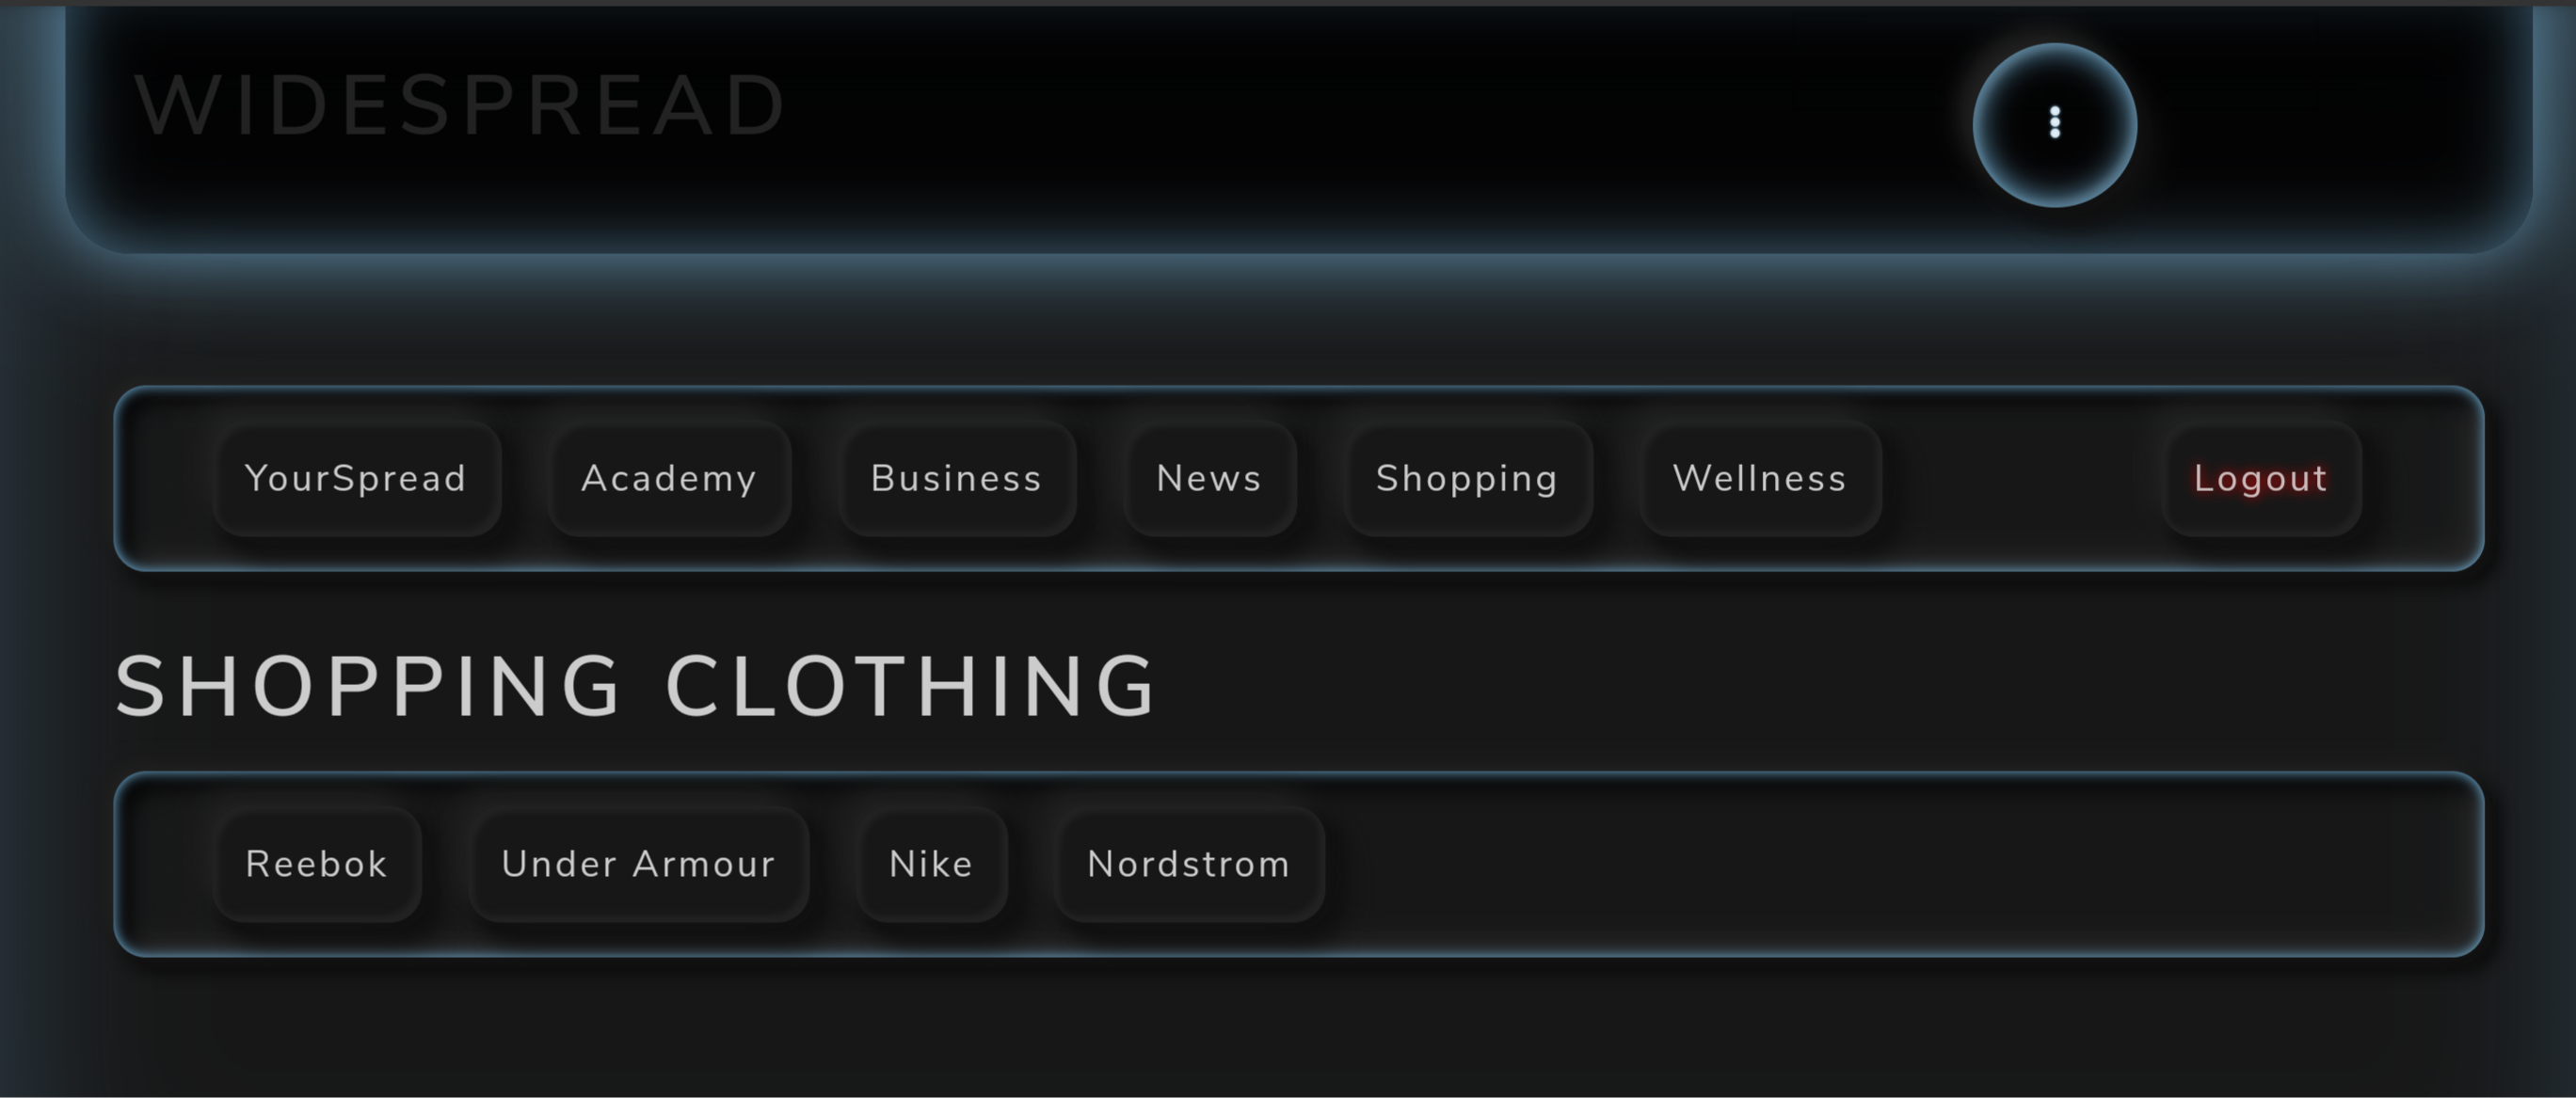 WIDESPREAD
YourSpread Academy Business News Shopping Wellness Logout
SHOPPING CLOTHING
Reebok Under Armour Nike Nordstrom